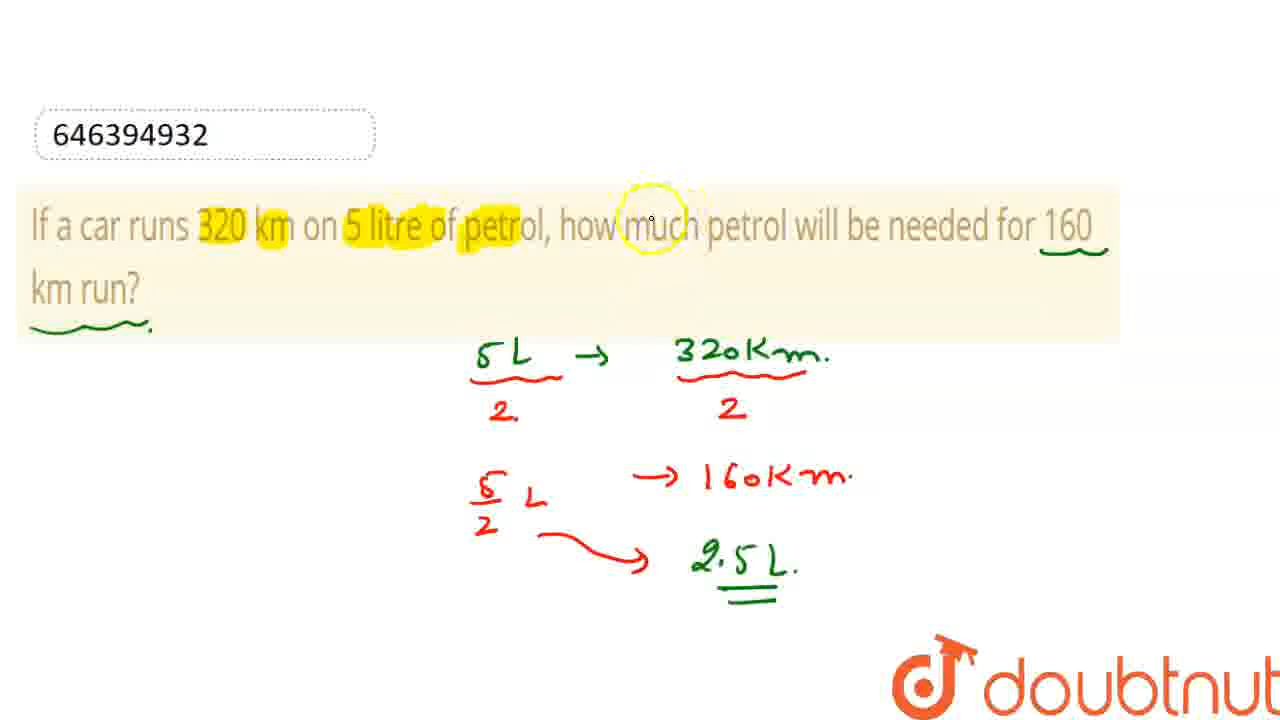 646394932
If a car runs 320 km on 5 litre of petrol, how much petrol will be needed for 160
km run?
5 L → 320 Km.
2. 2
5/2 L → 160 Km.
2.5 L.
doubtnut